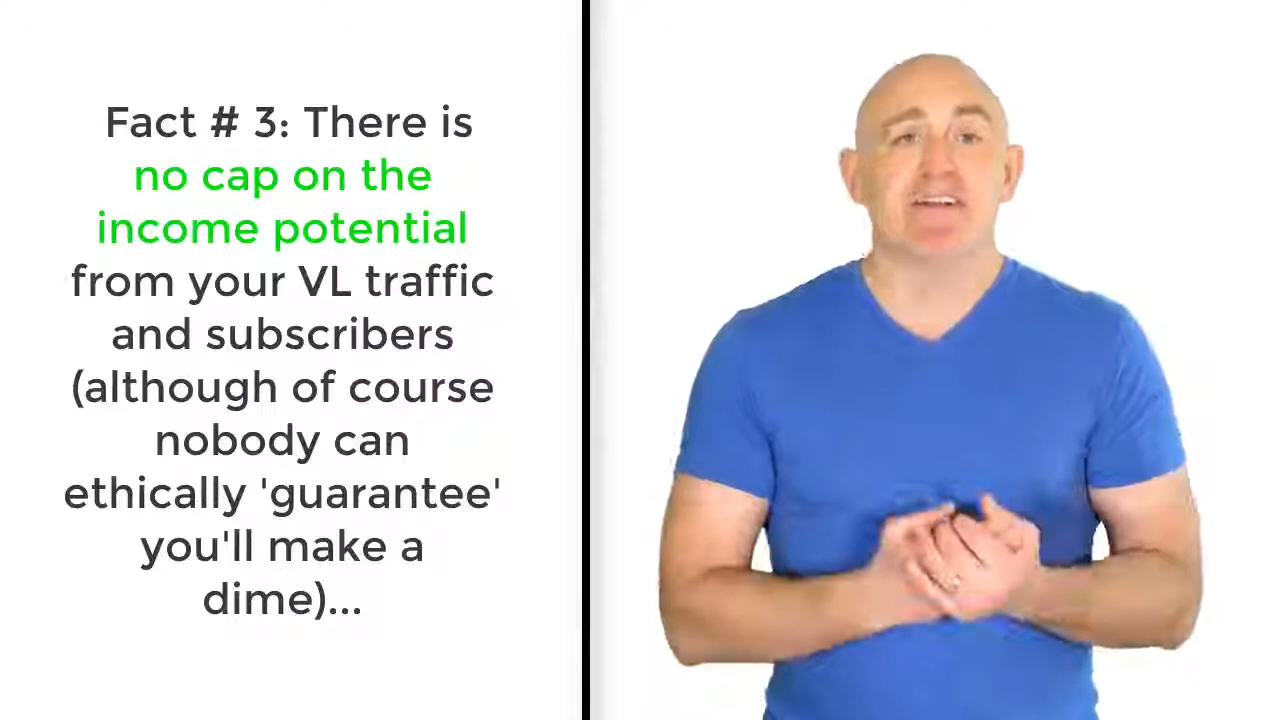 Fact # 3: There is
no cap on the
income potential
from your VL traffic
and subscribers
(although of course
nobody can
ethically 'guarantee'
you'll make a
dime)...